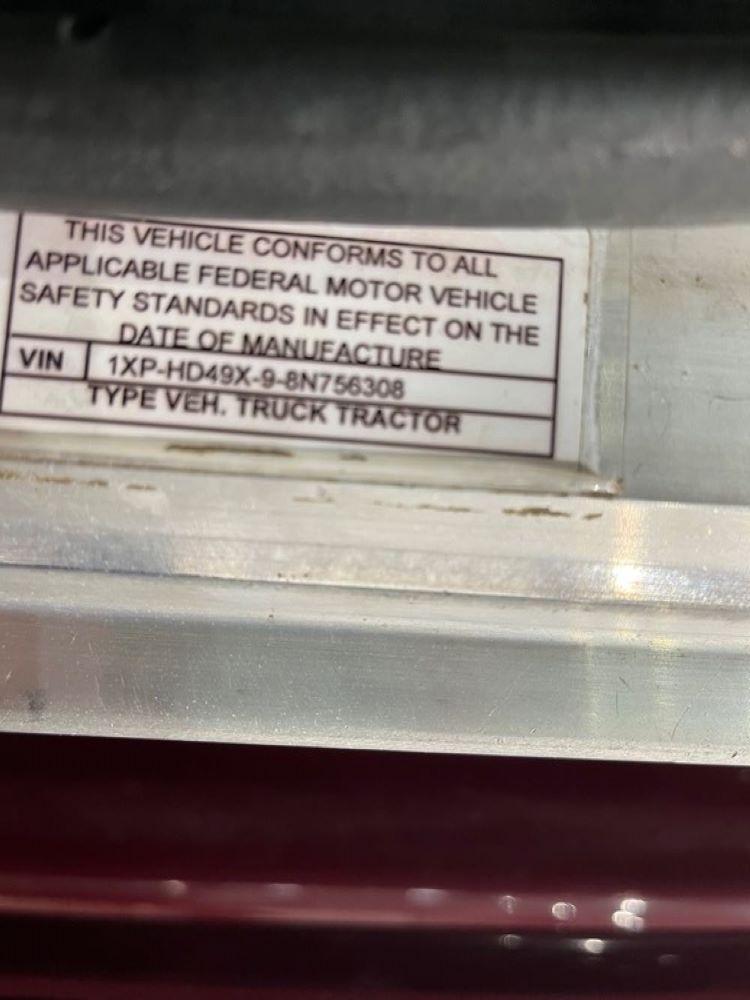 THIS VEHICLE CONFORMS TO ALL
APPLICABLE FEDERAL MOTOR VEHICLE
SAFETY STANDARDS IN EFFECT ON THE
DATE OF MANUFACTURE
VIN 1XP-HD49X-9-8N756308
TYPE VEH. TRUCK TRACTOR